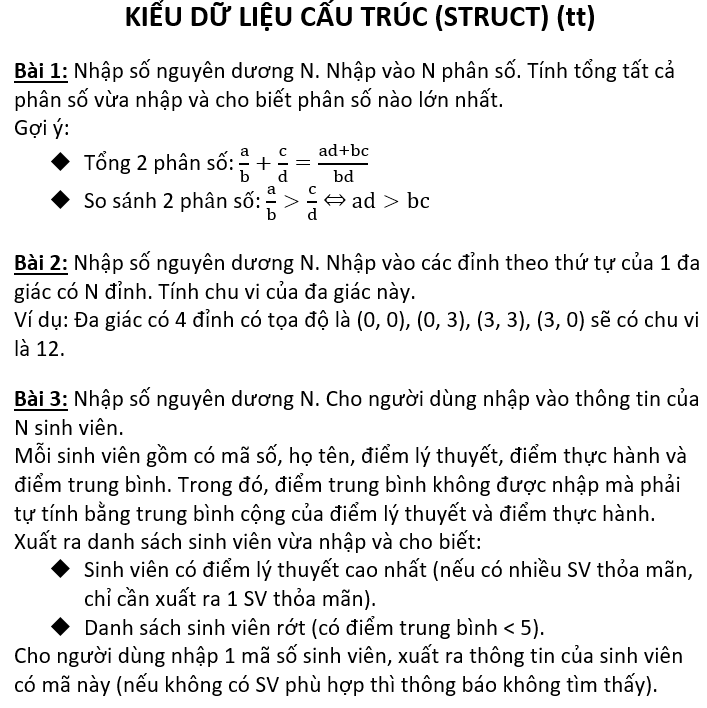 KIỂU DỮ LIỆU CẤU TRÚC (STRUCT) (tt)
Bài 1: Nhập số nguyên dương N. Nhập vào N phân số. Tính tổng tất cả
phân số vừa nhập và cho biết phân số nào lớn nhất.
Gợi ý:
◆ Tổng 2 phân số: a/b + c/d = ad+bc/bd
◆ So sánh 2 phân số: a/b > c/d ⇔ ad > bc
Bài 2: Nhập số nguyên dương N. Nhập vào các đỉnh theo thứ tự của 1 đa
giác có N đỉnh. Tính chu vi của đa giác này.
Ví dụ: Đa giác có 4 đỉnh có tọa độ là (0, 0), (0, 3), (3, 3), (3, 0) sẽ có chu vi
là 12.
Bài 3: Nhập số nguyên dương N. Cho người dùng nhập vào thông tin của
N sinh viên.
Mỗi sinh viên gồm có mã số, họ tên, điểm lý thuyết, điểm thực hành và
điểm trung bình. Trong đó, điểm trung bình không được nhập mà phải
tự tính bằng trung bình cộng của điểm lý thuyết và điểm thực hành.
Xuất ra danh sách sinh viên vừa nhập và cho biết:
◆ Sinh viên có điểm lý thuyết cao nhất (nếu có nhiều SV thỏa mãn,
chỉ cần xuất ra 1 SV thỏa mãn).
◆ Danh sách sinh viên rớt (có điểm trung bình < 5).
Cho người dùng nhập 1 mã số sinh viên, xuất ra thông tin của sinh viên
có mã này (nếu không có SV phù hợp thì thông báo không tìm thấy).